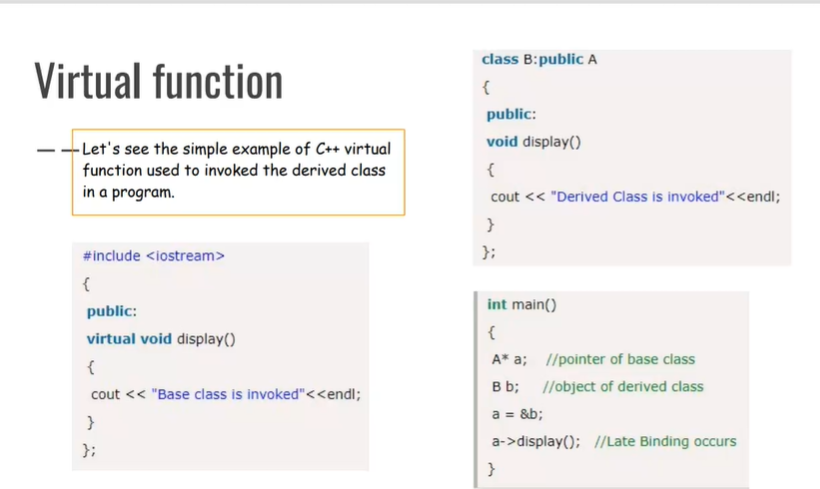 Virtual function
Let's see the simple example of C++ virtual
function used to invoked the derived class
in a program.
#include <iostream>
{
public:
virtual void display()
{
cout << "Base class is invoked"<<endl;
}
};
class B:public A
{
public:
void display()
{
cout << "Derived Class is invoked"<<endl;
}
};
int main()
{
A* a; //pointer of base class
B b; //object of derived class
a = &b;
a->display(); //Late Binding occurs
}